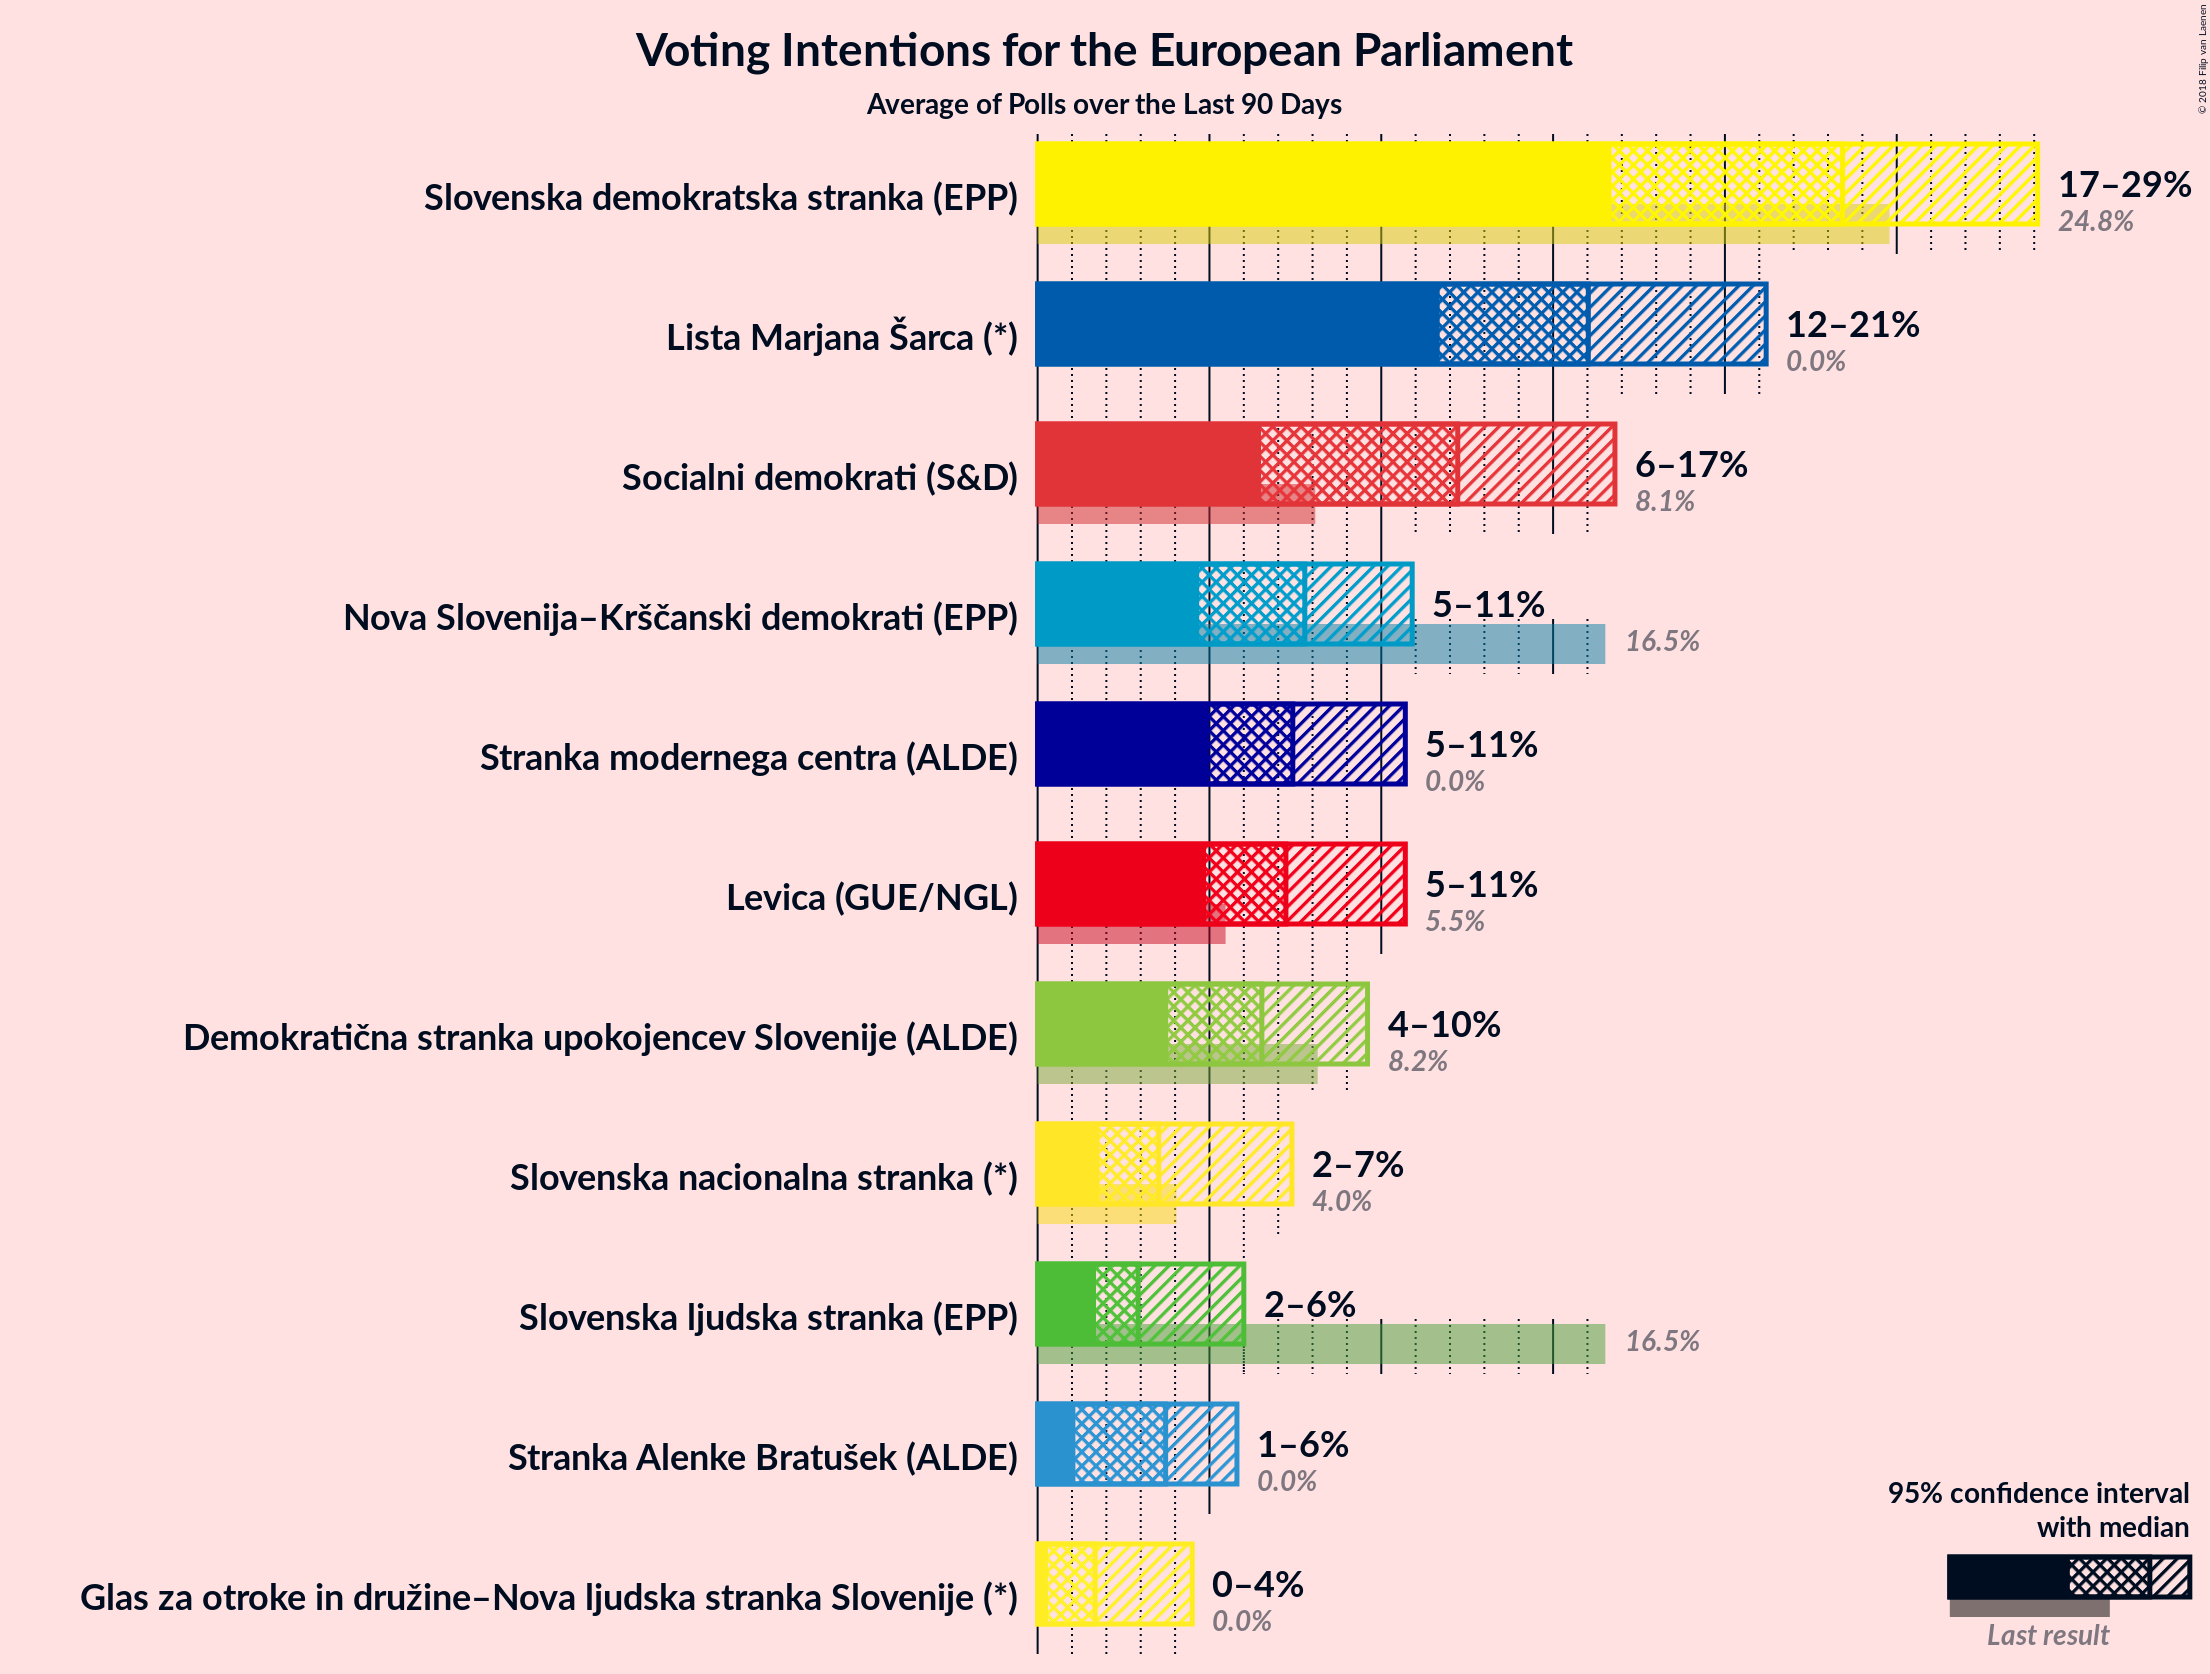 Voting Intentions for the European Parliament
Average of Polls over the Last 90 Days
© 2018 Filip van Laenen
Slovenska demokratska stranka (EPP)
17–29%
24.8%
Lista Marjana Šarca (*)
12–21%
0.0%
Socialni demokrati (S&D)
6–17%
8.1%
Nova Slovenija–Krščanski demokrati (EPP)
5–11%
16.5%
Stranka modernega centra (ALDE)
5–11%
0.0%
Levica (GUE/NGL)
5–11%
5.5%
Demokratična stranka upokojencev Slovenije (ALDE)
4–10%
8.2%
Slovenska nacionalna stranka (*)
2–7%
4.0%
Slovenska ljudska stranka (EPP)
2–6%
16.5%
Stranka Alenke Bratušek (ALDE)
1–6%
0.0%
Glas za otroke in družine–Nova ljudska stranka Slovenije (*)
0–4%
0.0%
95% confidence interval
with median
Last result